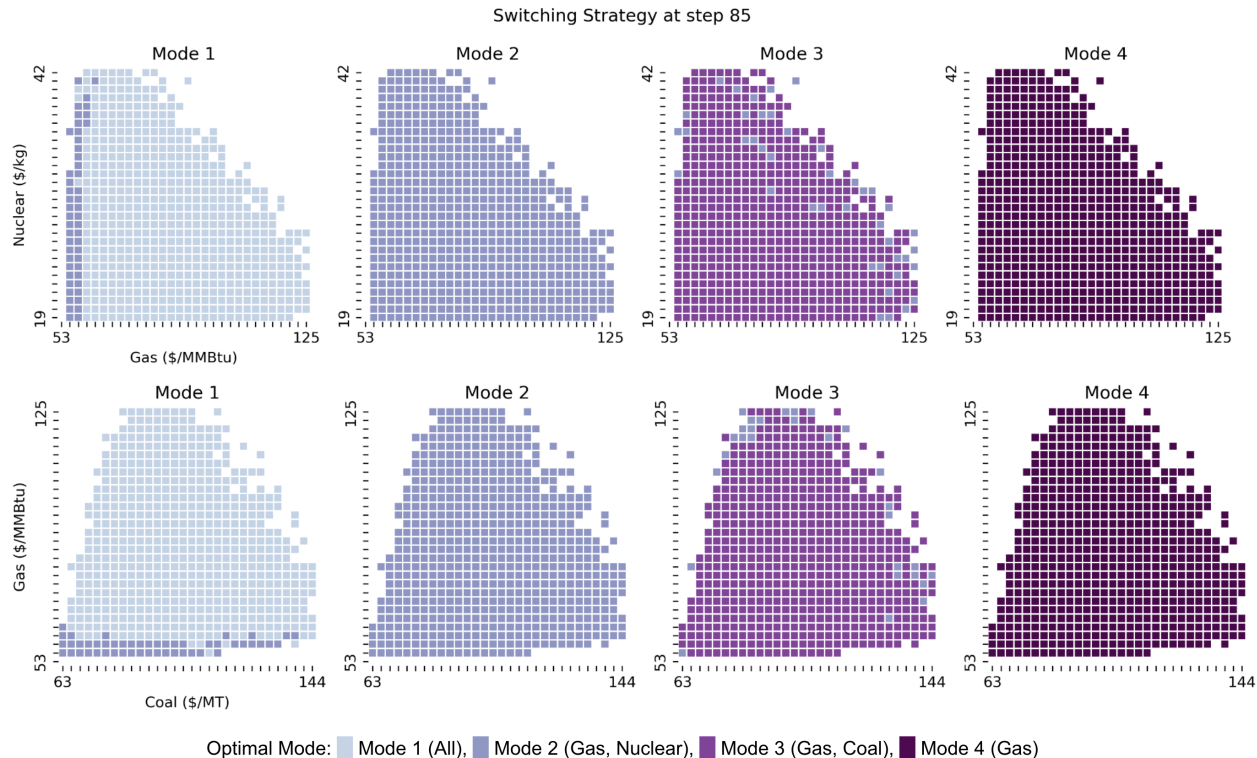 Switching Strategy at step 85
Mode 1
Mode 2
Mode 3
Mode 4
Nuclear ($/kg)
42
19
53
125
Gas ($/MMBtu)
42
19
53
125
42
19
53
125
42
19
53
125
Mode 1
Mode 2
Mode 3
Mode 4
Gas ($/MMBtu)
125
53
63
144
Coal ($/MT)
125
53
63
144
125
53
63
144
125
53
63
144
Optimal Mode: Mode 1 (All), Mode 2 (Gas, Nuclear), Mode 3 (Gas, Coal), Mode 4 (Gas)